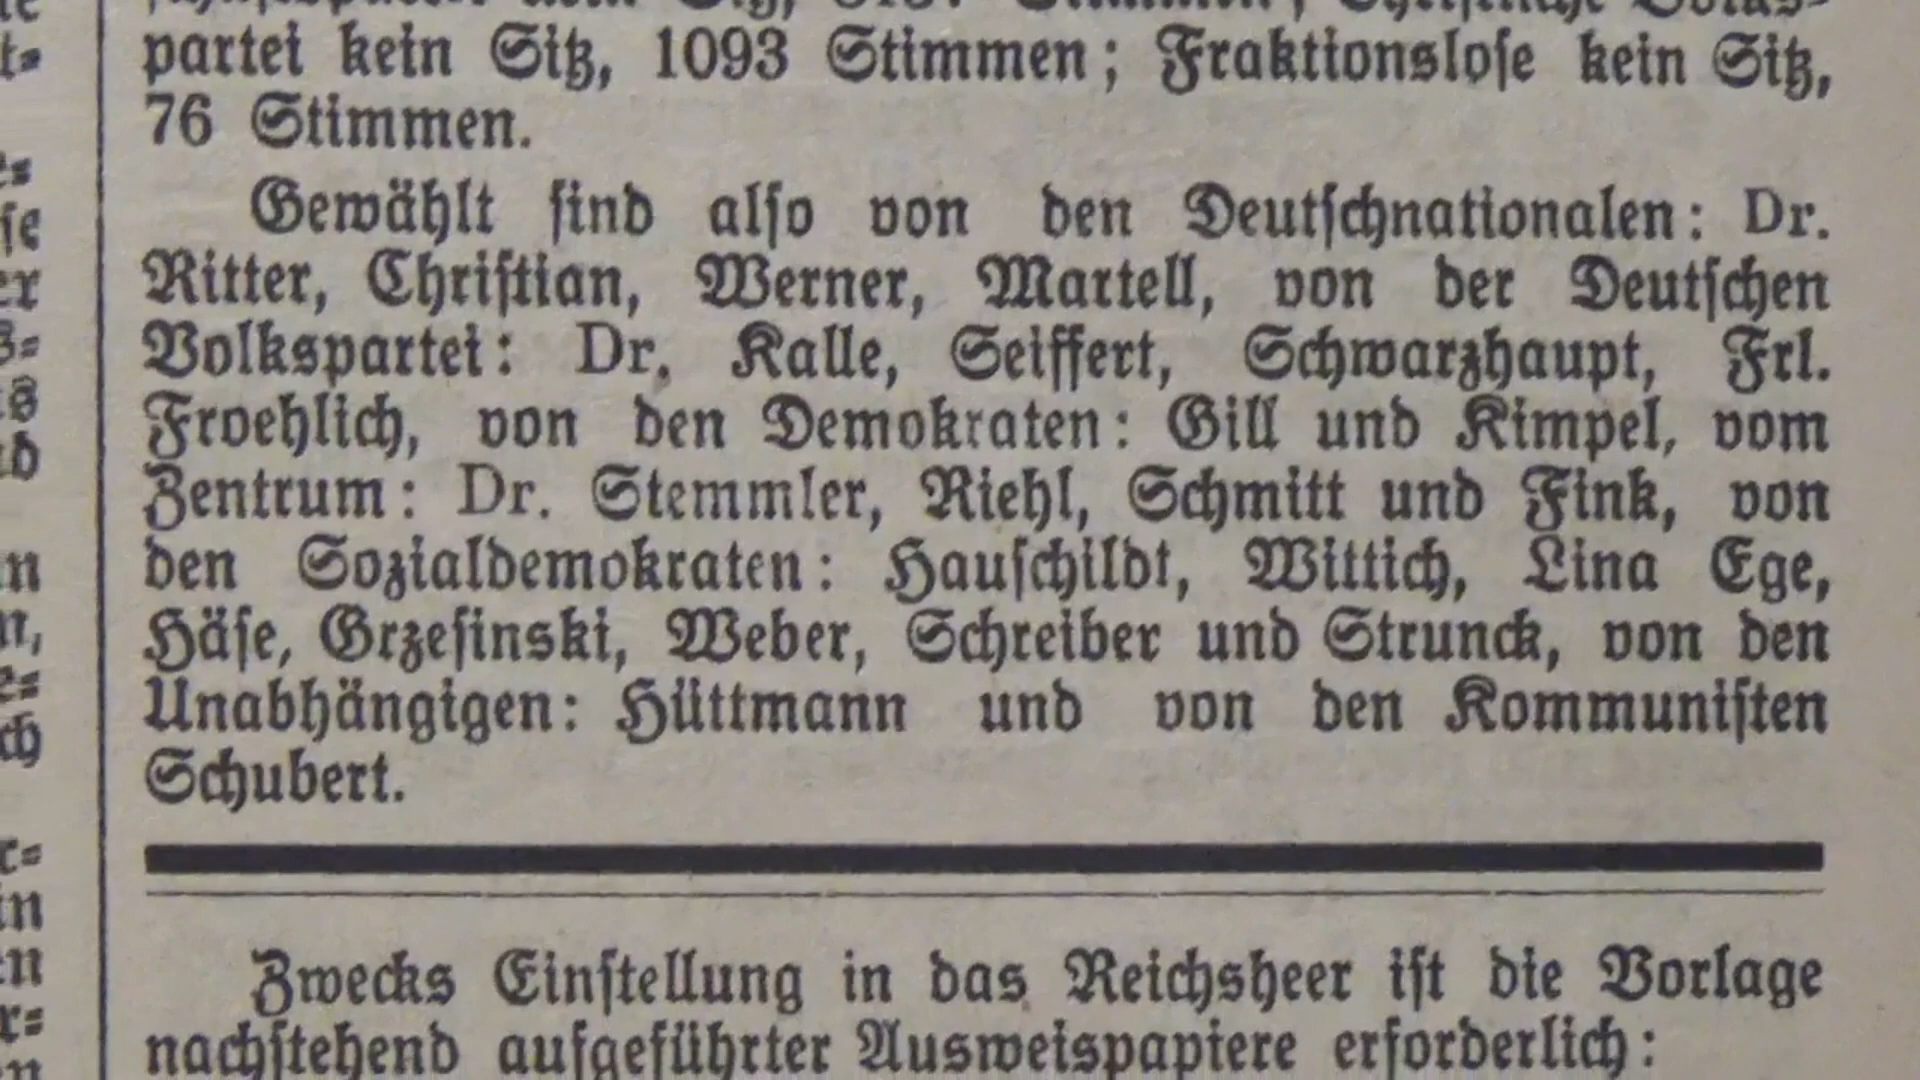 partei kein Sitz, 1093 Stimmen; Fraktionslose kein Sitz,
76 Stimmen.
Gewählt sind also von den Deutschnationalen: Dr.
Ritter, Christian, Werner, Martell, von der Deutschen
Volkspartei: Dr. Kalle, Seiffert, Schwarzhaupt, Frl.
Froehlich, von den Demokraten: Gill und Kimpel, vom
Zentrum: Dr. Stemmler, Riehl, Schmitt und Fink, von
den Sozialdemokraten: Hauschildt, Wittich, Lina Ege,
Häse, Grzesinski, Weber, Schreiber und Strunck, von den
Unabhängigen: Hüttmann und von den Kommunisten
Schubert.
Zwecks Einstellung in das Reichsheer ist die Vorlage
nachstehend aufgeführter Ausweispapiere erforderlich: